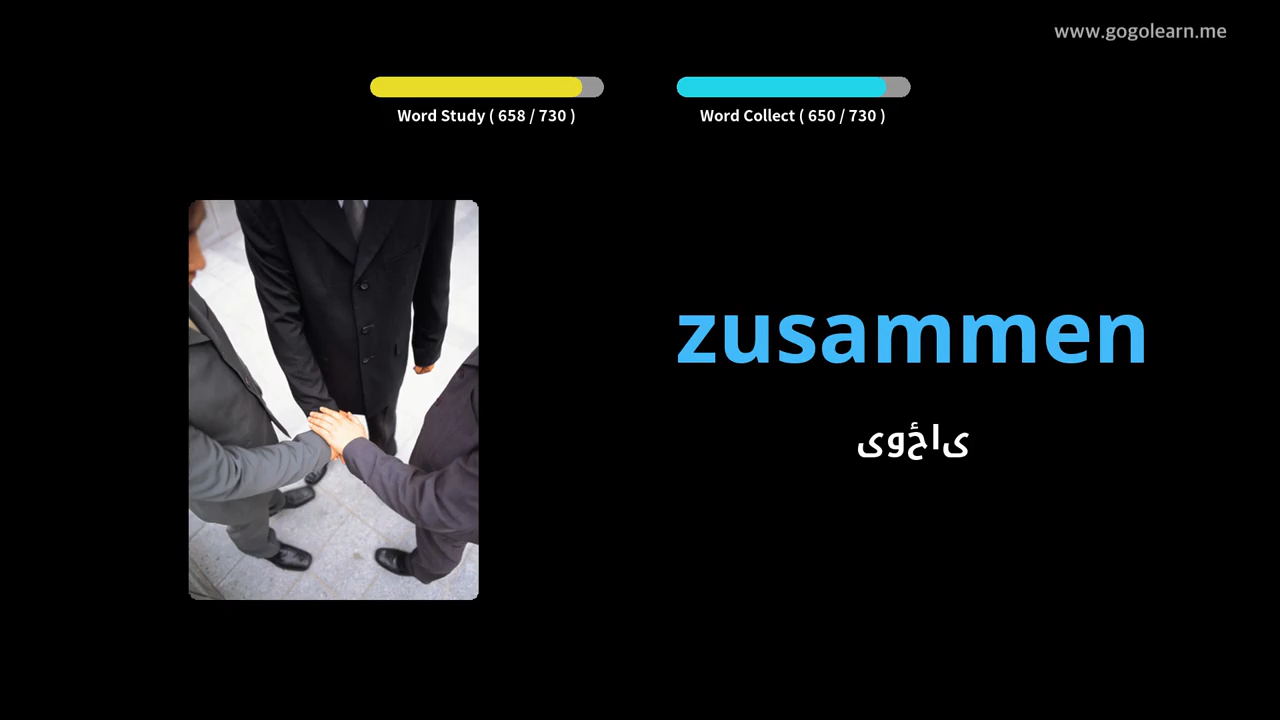 www.gogolearn.me
Word Study ( 658 / 730 )
Word Collect ( 650 / 730 )
zusammen
یوځای